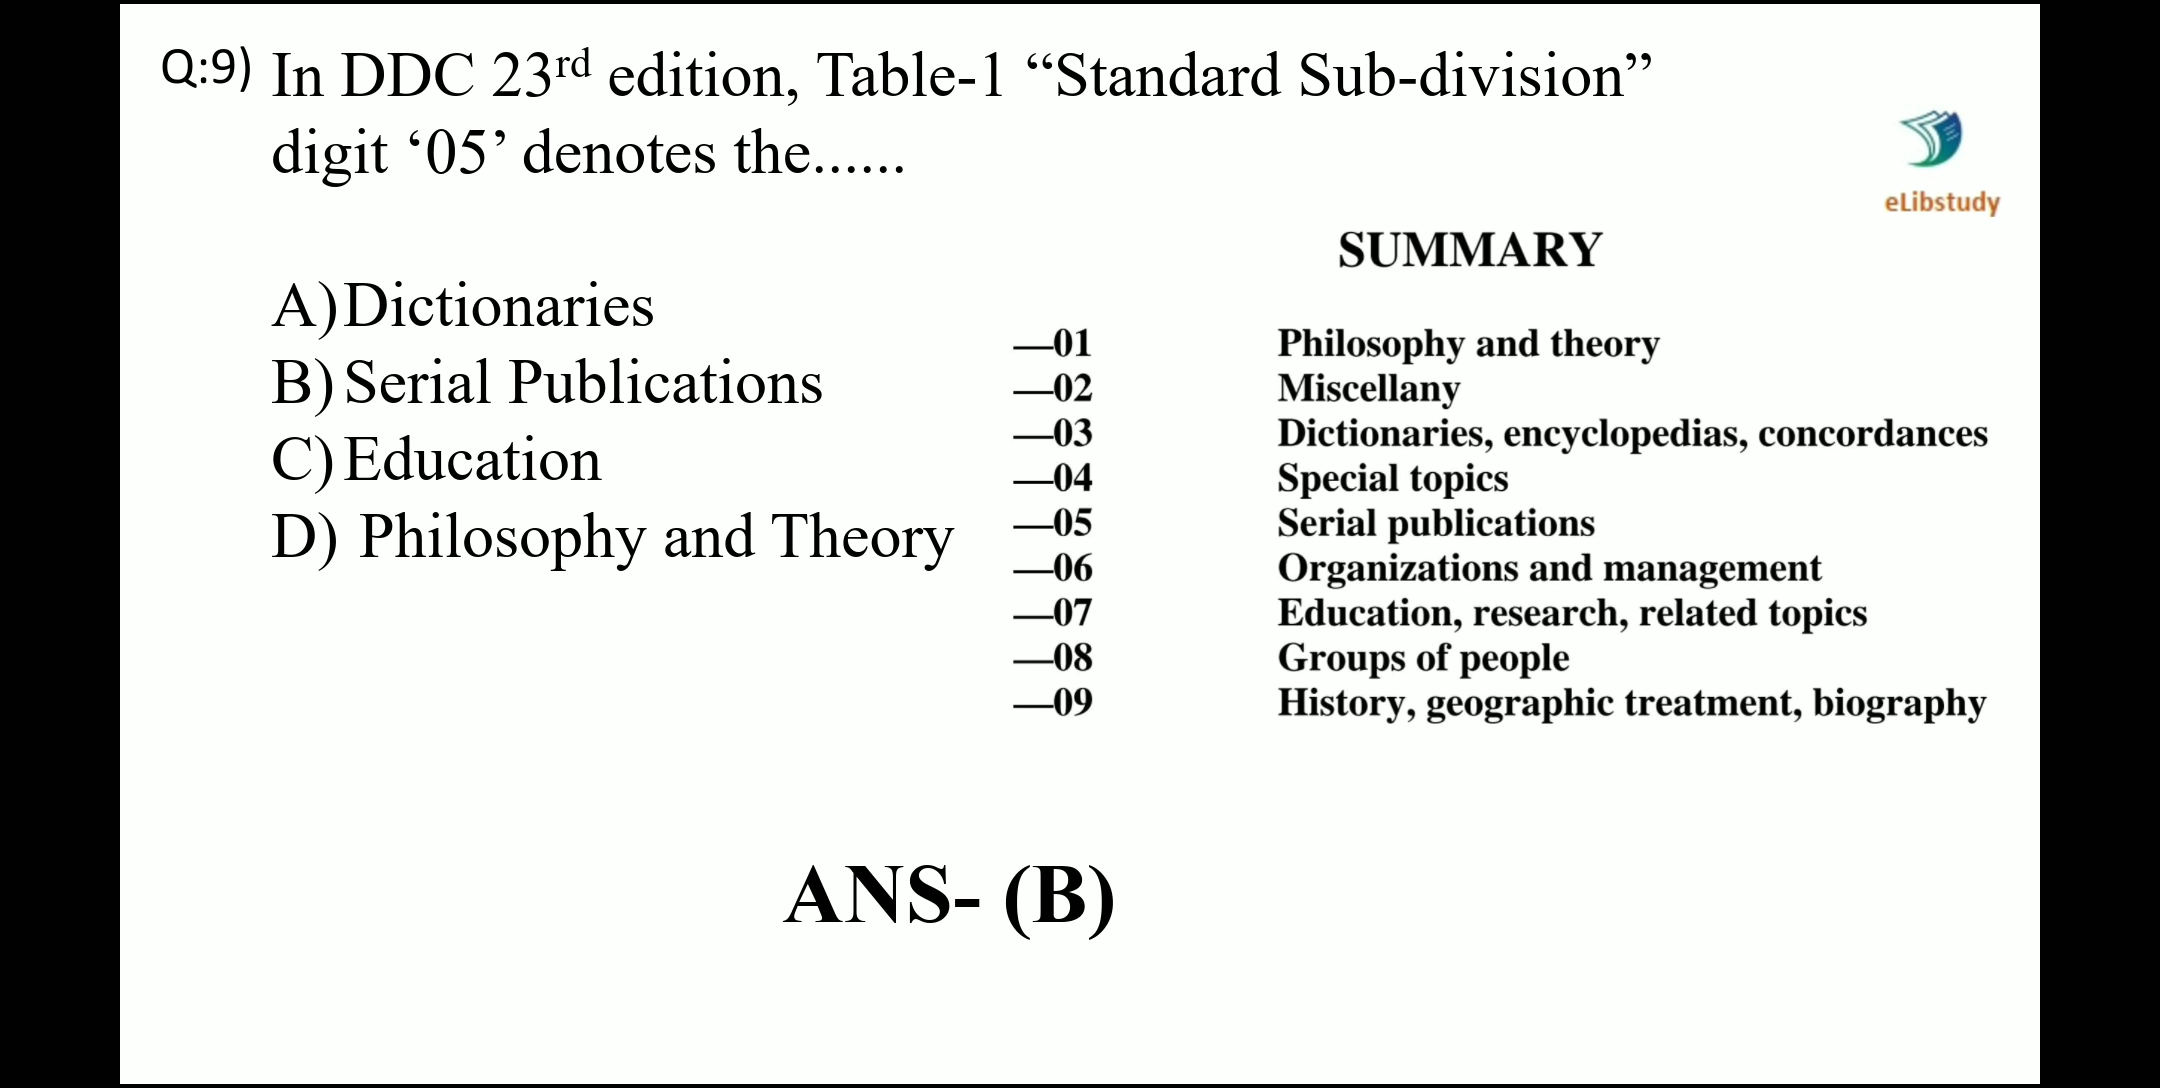 Q:9) In DDC 23rd edition, Table-1 “Standard Sub-division”
digit ‘05’ denotes the......
eLibstudy
A) Dictionaries
B) Serial Publications
C) Education
D) Philosophy and Theory
SUMMARY
—01 Philosophy and theory
—02 Miscellany
—03 Dictionaries, encyclopedias, concordances
—04 Special topics
—05 Serial publications
—06 Organizations and management
—07 Education, research, related topics
—08 Groups of people
—09 History, geographic treatment, biography
ANS- (B)